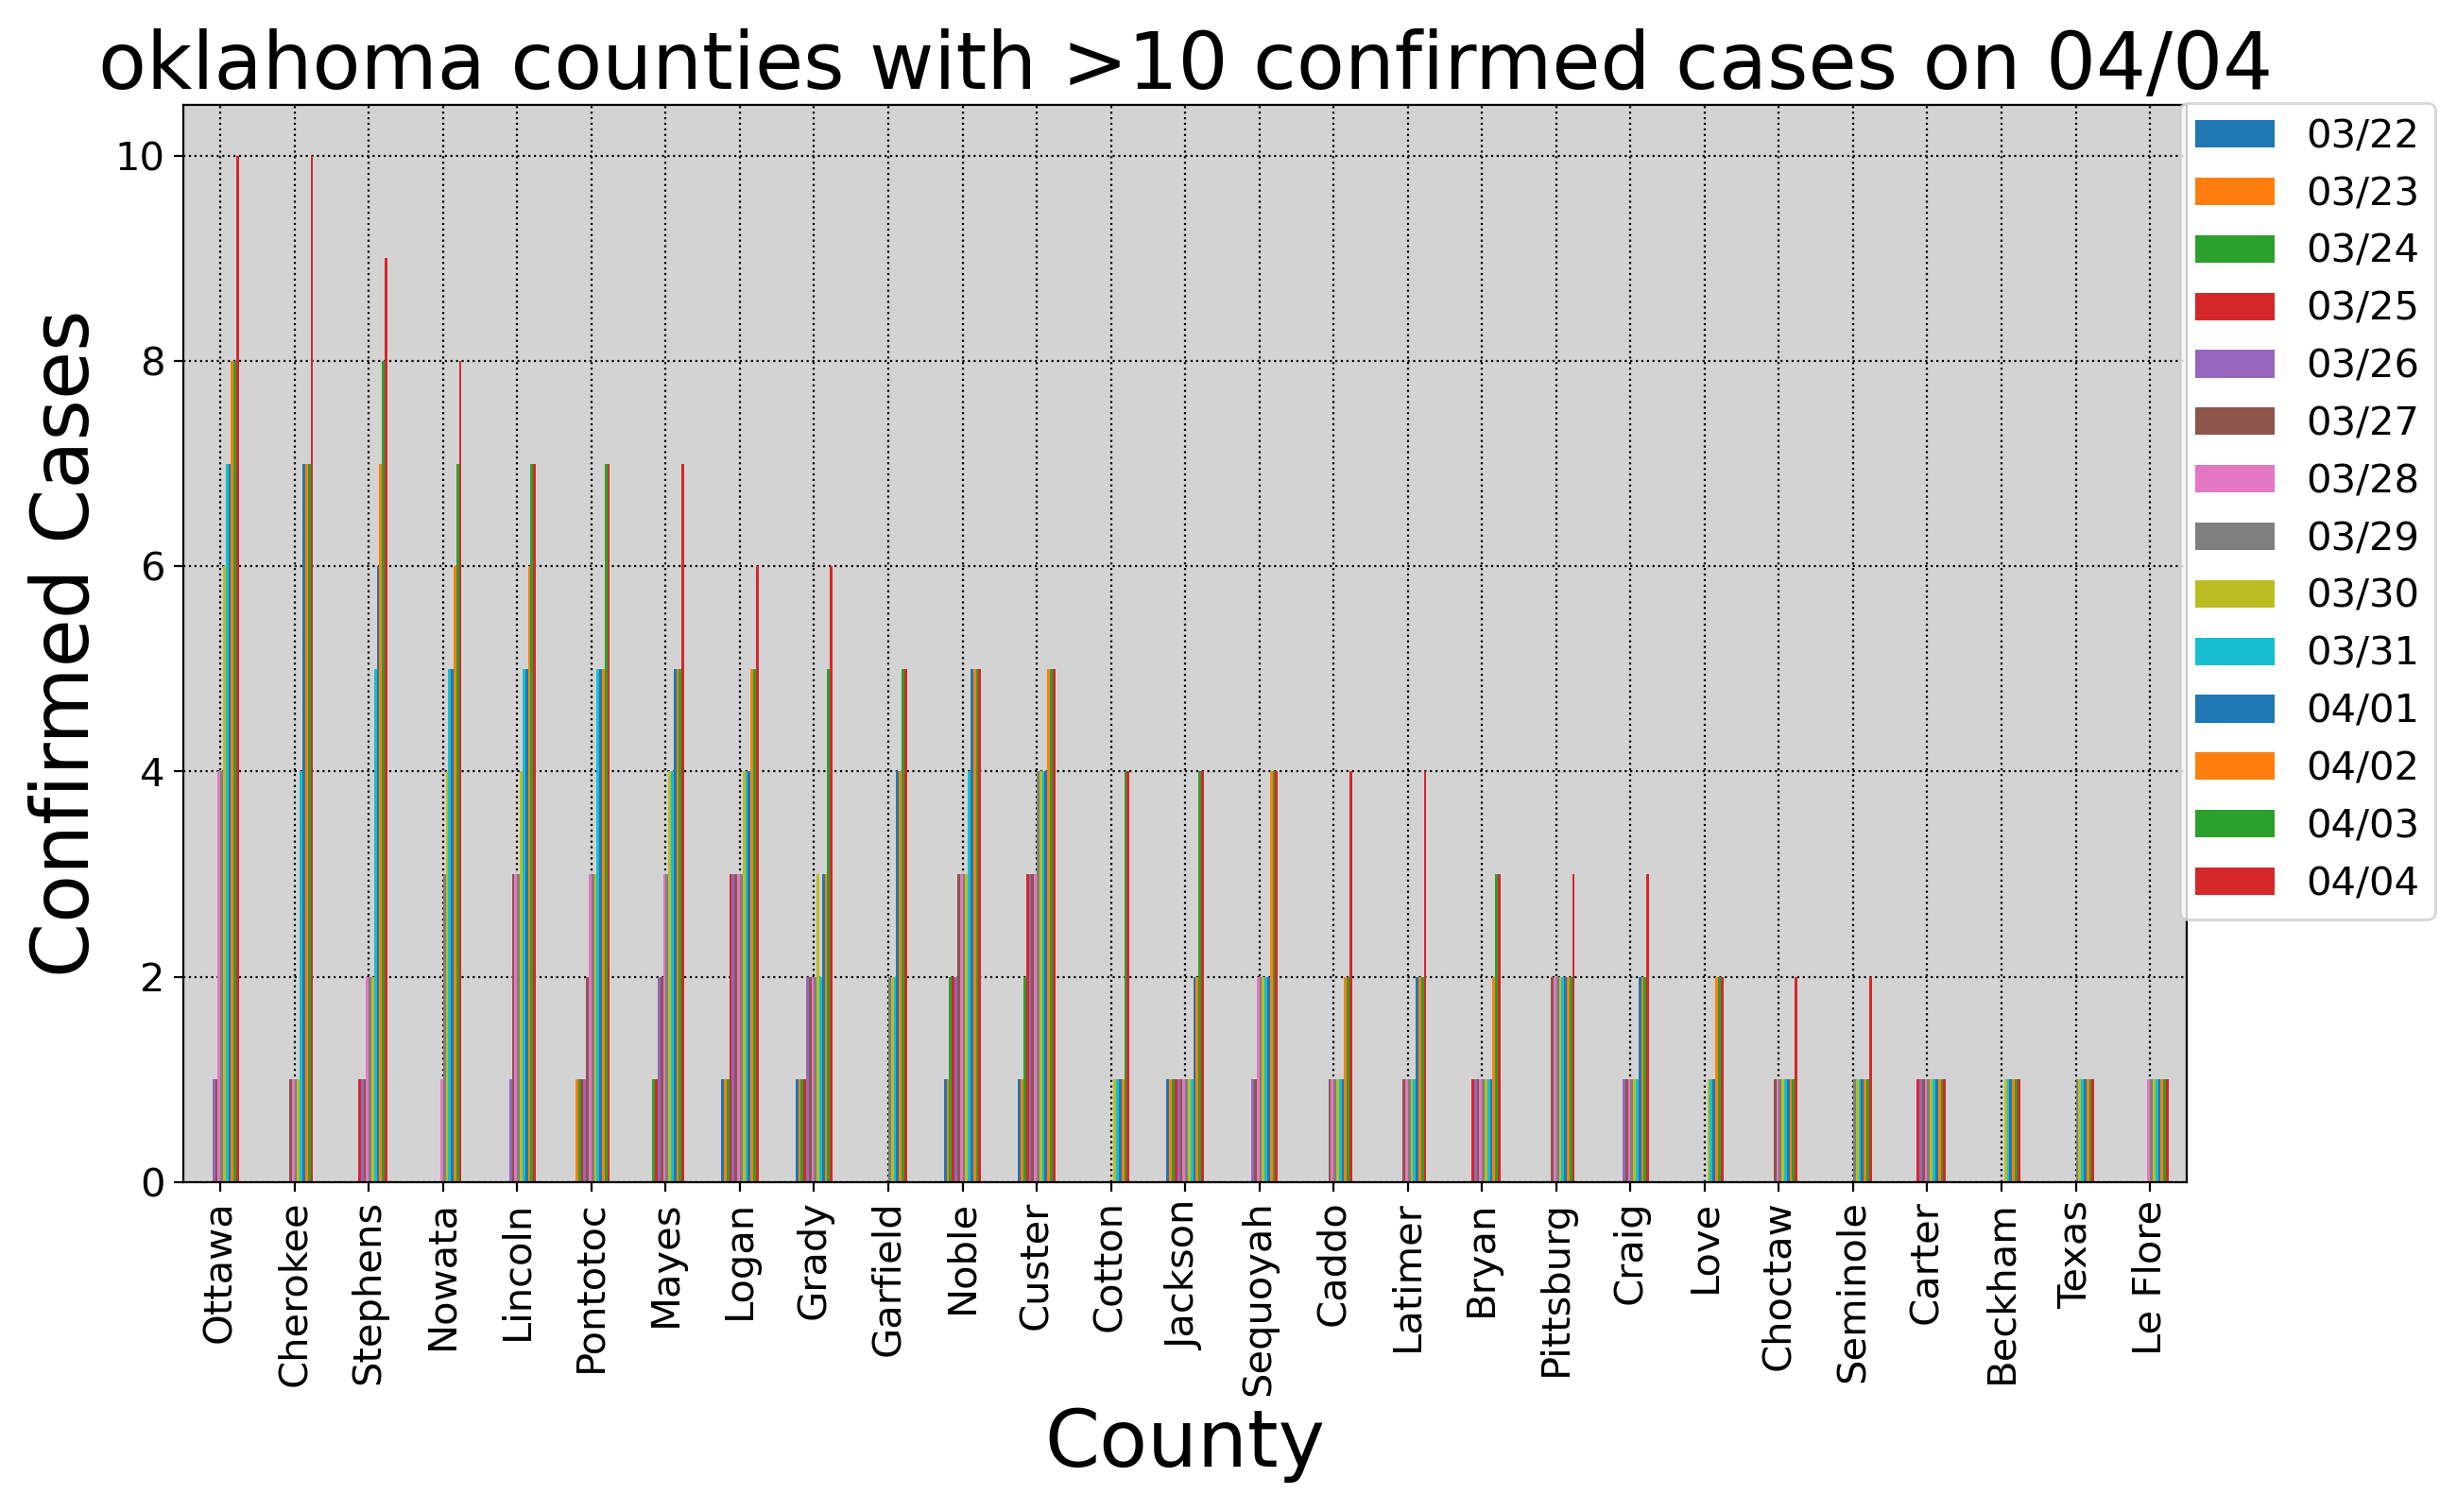 oklahoma counties with >10 confirmed cases on 04/04
Confirmed Cases
10
8
6
4
2
0
03/22
03/23
03/24
03/25
03/26
03/27
03/28
03/29
03/30
03/31
04/01
04/02
04/03
04/04
Ottawa
Cherokee
Stephens
Nowata
Lincoln
Pontotoc
Mayes
Logan
Grady
Garfield
Noble
Custer
Cotton
Jackson
Sequoyah
Caddo
Latimer
Bryan
Pittsburg
Craig
Love
Choctaw
Seminole
Carter
Beckham
Texas
Le Flore
County